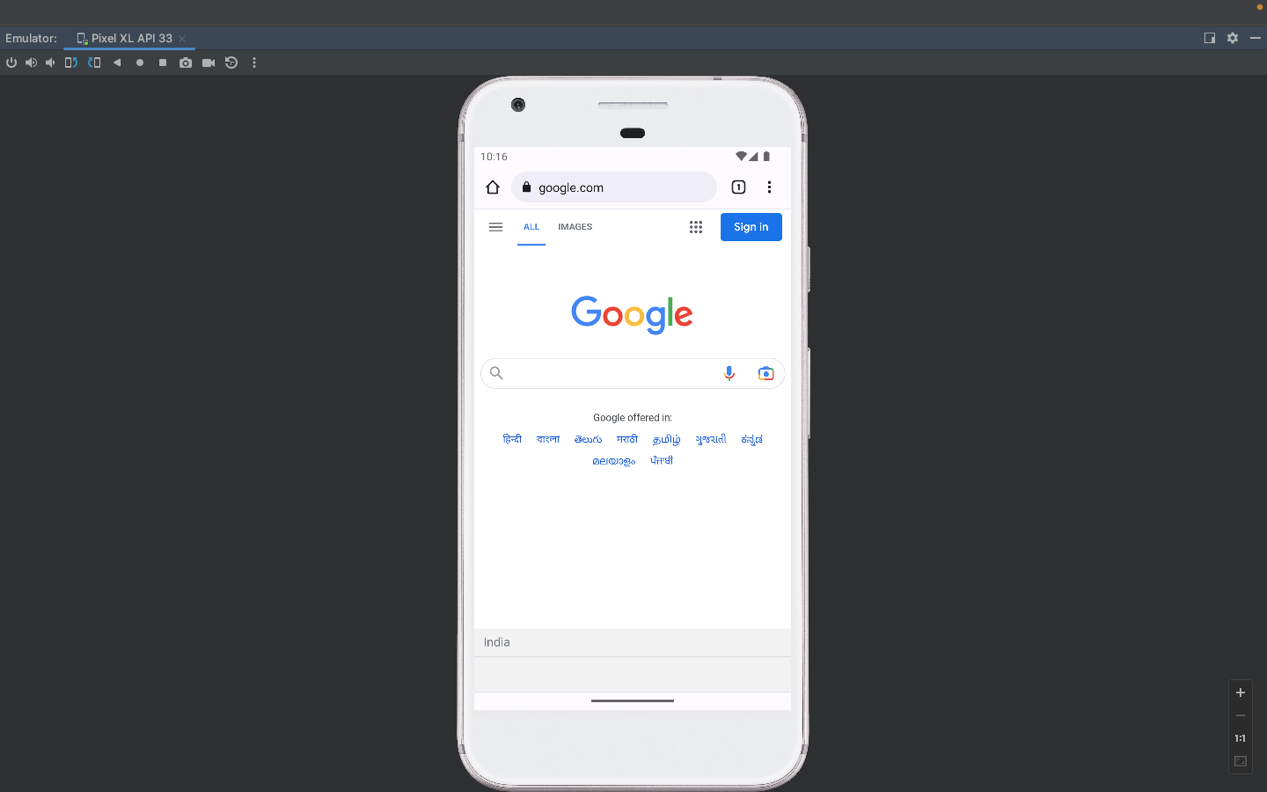 Emulator: Pixel XL API 33
10:16
google.com
1
ALL IMAGES Sign in
Google
Google offered in:
हिन्दी বাংলা తెలుగు मराठी தமிழ் ગુજરાતી ಕನ್ನಡ
മലയാളം ਪੰਜਾਬੀ
India
1:1